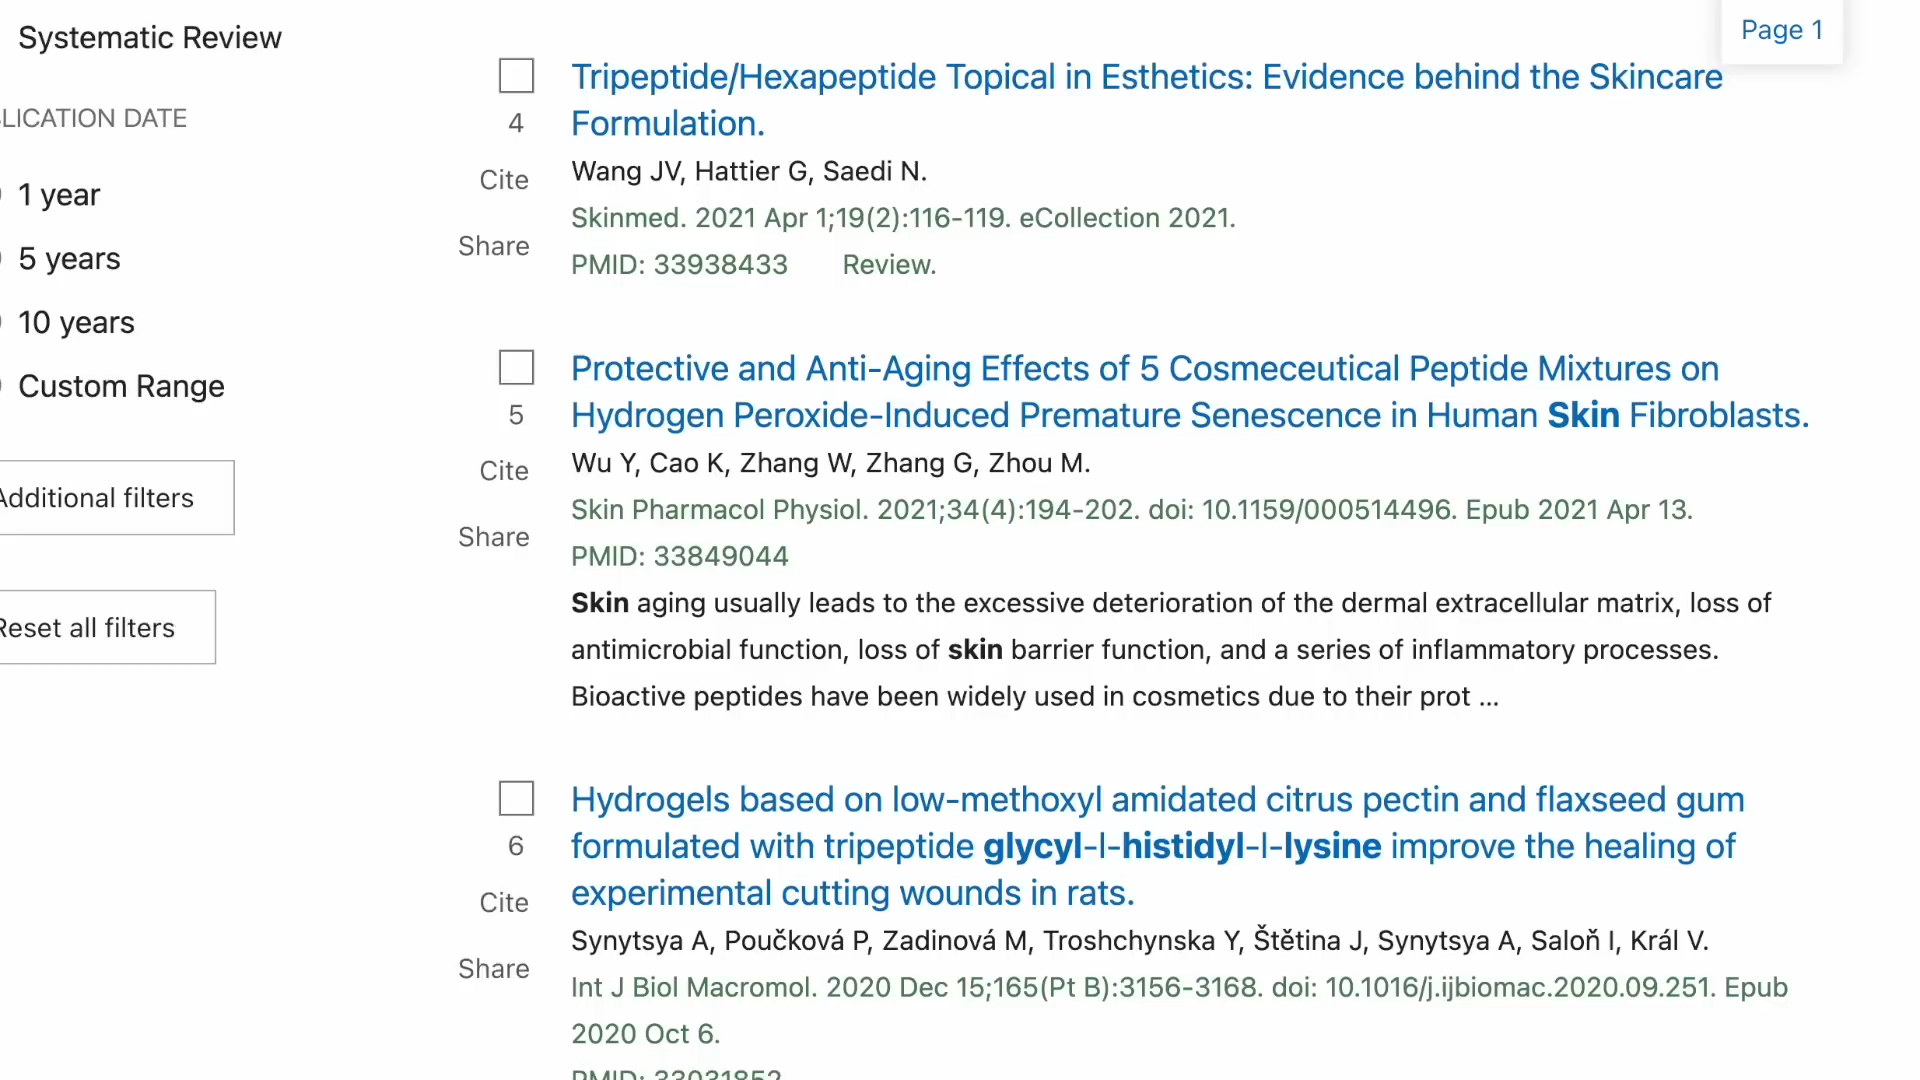 Systematic Review
LICATION DATE
1 year
5 years
10 years
Custom Range
Additional filters
Reset all filters
Page 1
Tripeptide/Hexapeptide Topical in Esthetics: Evidence behind the Skincare
Formulation.
4
Cite
Share
Wang JV, Hattier G, Saedi N.
Skinmed. 2021 Apr 1;19(2):116-119. eCollection 2021.
PMID: 33938433 Review.
Protective and Anti-Aging Effects of 5 Cosmeceutical Peptide Mixtures on
Hydrogen Peroxide-Induced Premature Senescence in Human Skin Fibroblasts.
5
Cite
Share
Wu Y, Cao K, Zhang W, Zhang G, Zhou M.
Skin Pharmacol Physiol. 2021;34(4):194-202. doi: 10.1159/000514496. Epub 2021 Apr 13.
PMID: 33849044
Skin aging usually leads to the excessive deterioration of the dermal extracellular matrix, loss of
antimicrobial function, loss of skin barrier function, and a series of inflammatory processes.
Bioactive peptides have been widely used in cosmetics due to their prot ...
Hydrogels based on low-methoxyl amidated citrus pectin and flaxseed gum
formulated with tripeptide glycyl-l-histidyl-l-lysine improve the healing of
experimental cutting wounds in rats.
6
Cite
Share
Synytsya A, Poučková P, Zadinová M, Troshchynska Y, Štětina J, Synytsya A, Saloň I, Král V.
Int J Biol Macromol. 2020 Dec 15;165(Pt B):3156-3168. doi: 10.1016/j.ijbiomac.2020.09.251. Epub
2020 Oct 6.
PMID: 33031852